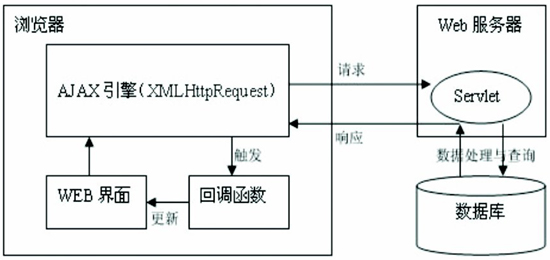 浏览器
Web 服务器
AJAX 引擎(XMLHttpRequest)
请求
Servlet
响应
触发
数据处理与查询
WEB 界面
更新
回调函数
数据库